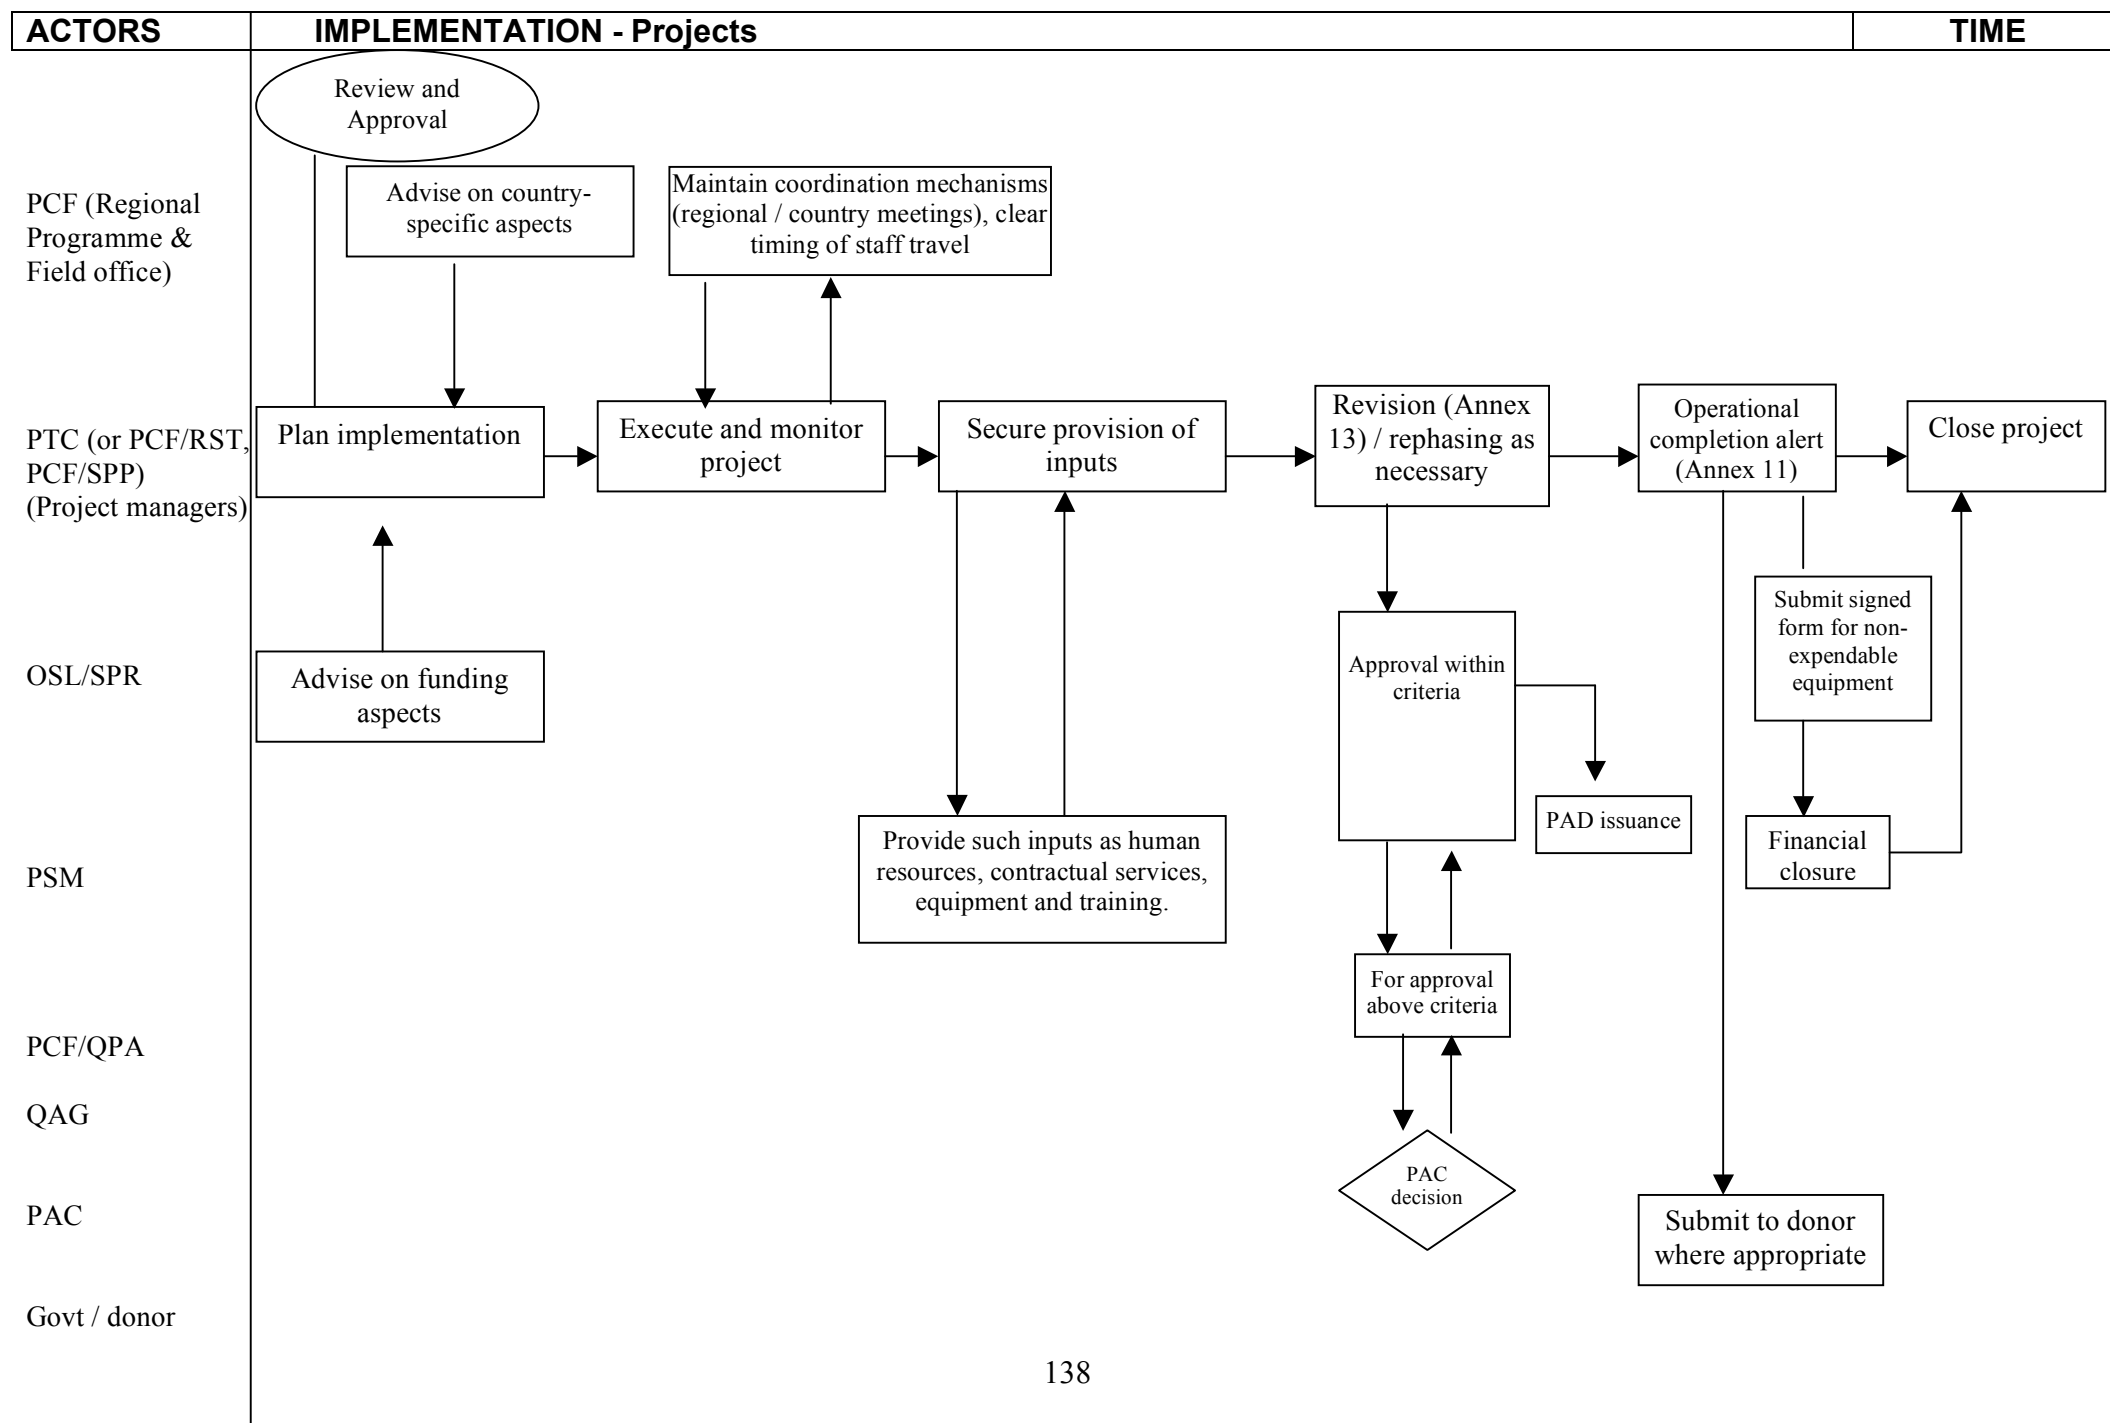 ACTORS
IMPLEMENTATION - Projects
TIME
Review and
Approval
PCF (Regional
Programme &
Field office)
Advise on country-
specific aspects
Maintain coordination mechanisms
(regional / country meetings), clear
timing of staff travel
PTC (or PCF/RST,
PCF/SPP)
(Project managers)
Plan implementation
Execute and monitor
project
Secure provision of
inputs
Revision (Annex
13) / rephasing as
necessary
Operational
completion alert
(Annex 11)
Close project
OSL/SPR
Advise on funding
aspects
Approval within
criteria
Submit signed
form for non-
expendable
equipment
PSM
Provide such inputs as human
resources, contractual services,
equipment and training.
PAD issuance
Financial
closure
For approval
above criteria
PCF/QPA
QAG
PAC
PAC
decision
Submit to donor
where appropriate
Govt / donor
138